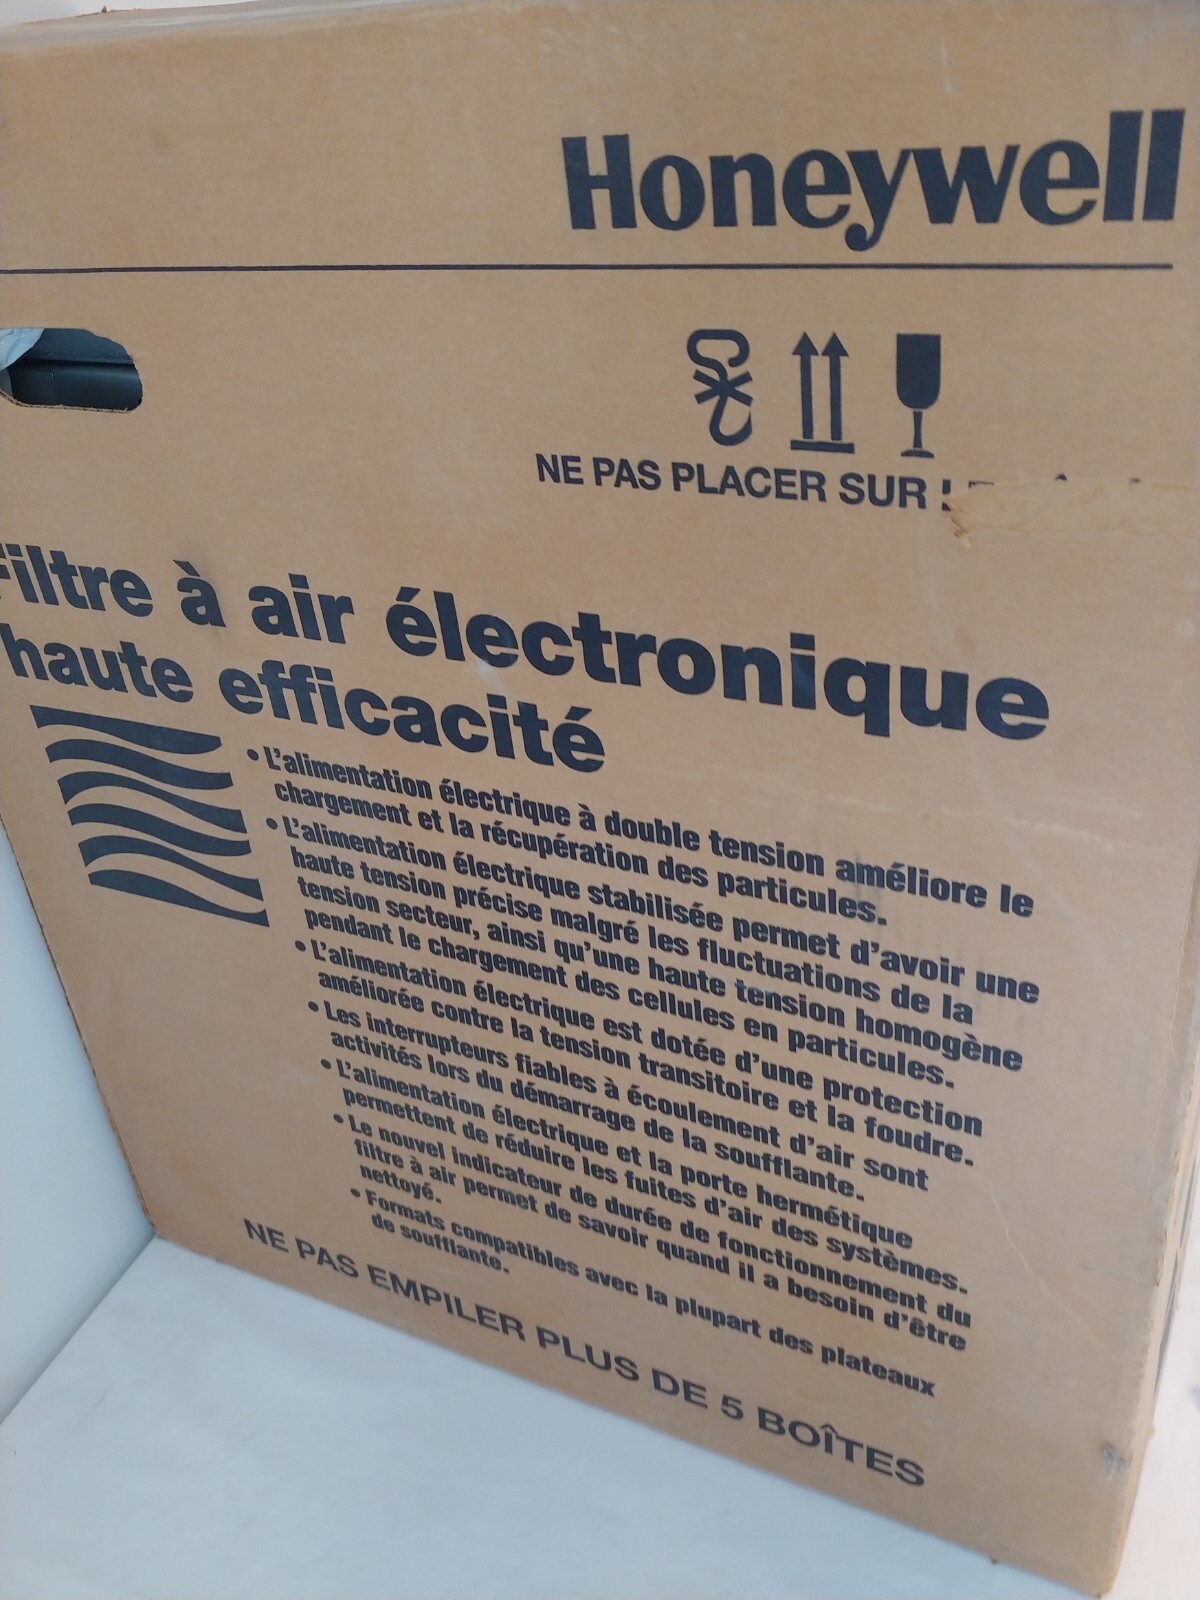 Honeywell
NE PAS PLACER SUR
Filtre à air électronique
haute efficacité
• L'alimentation électrique à double tension améliore le
chargement et la récupération des particules.
• L'alimentation électrique stabilisée permet d'avoir une
haute tension précise malgré les fluctuations de la
tension secteur, ainsi qu'une haute tension homogène
pendant le chargement des cellules en particules.
• L'alimentation électrique est dotée d'une protection
améliorée contre la tension transitoire et la foudre.
• Les interrupteurs fiables à écoulement d'air sont
activités lors du démarrage de la soufflante.
• L'alimentation électrique et la porte hermétique
permettent de réduire les fuites d'air des systèmes.
• Le nouvel indicateur de durée de fonctionnement du
filtre à air permet de savoir quand il a besoin d'être
nettoyé.
• Formats compatibles avec la plupart des plateaux
de soufflante.
NE PAS EMPILER PLUS DE 5 BOÎTES